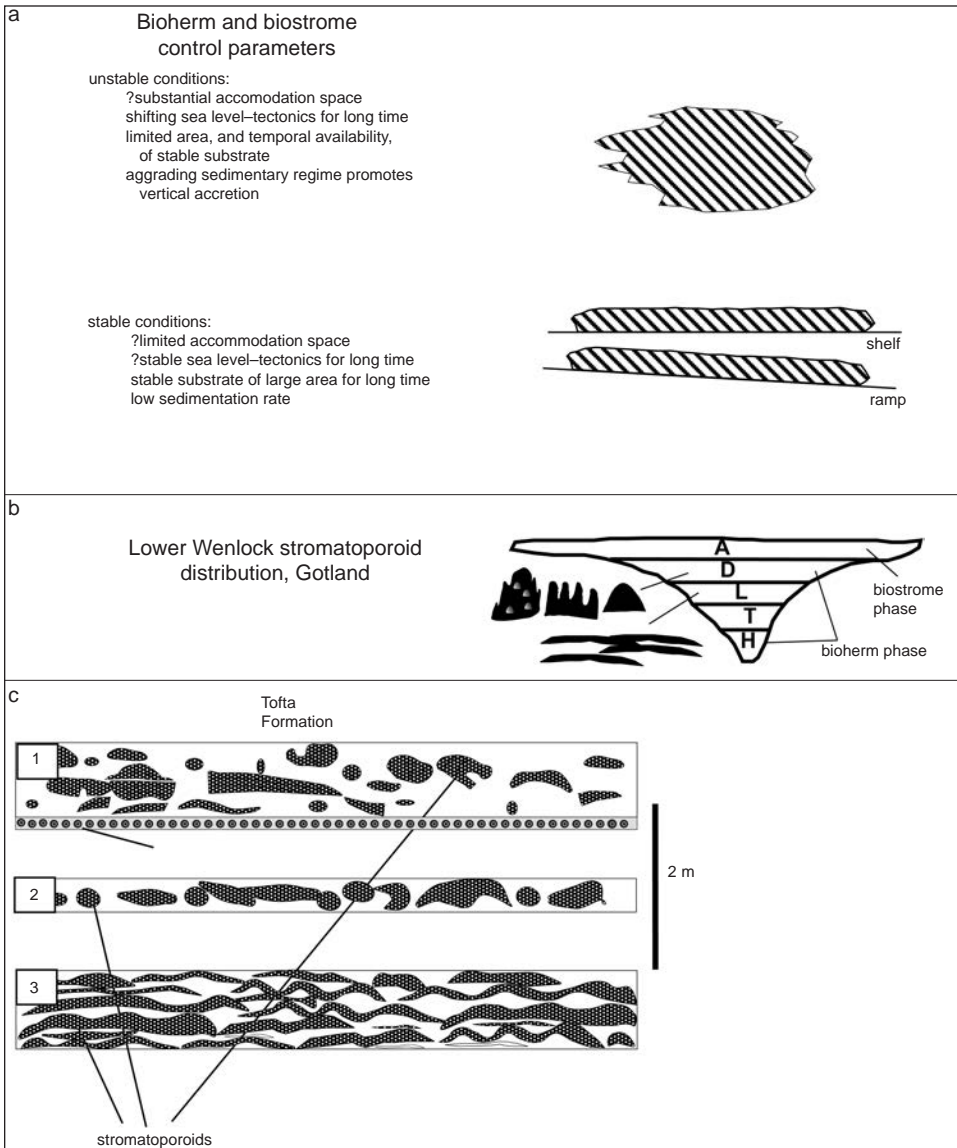 a
Bioherm and biostrome
control parameters
unstable conditions:
?substantial accomodation space
shifting sea level–tectonics for long time
limited area, and temporal availability,
of stable substrate
aggrading sedimentary regime promotes
vertical accretion
stable conditions:
?limited accommodation space
?stable sea level–tectonics for long time
stable substrate of large area for long time
low sedimentation rate
shelf
ramp
b
Lower Wenlock stromatoporoid
distribution, Gotland
A
D
L
T
H
biostrome
phase
bioherm phase
c
Tofta
Formation
1
2
3
2 m
stromatoporoids